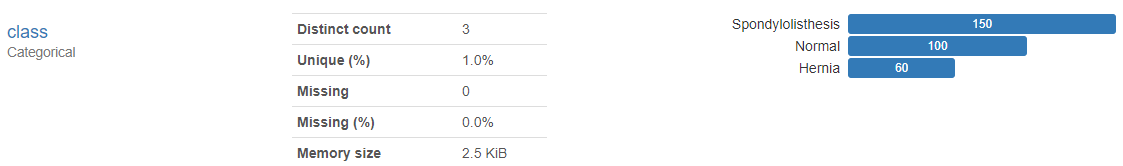 class
Categorical
Distinct count 3
Unique (%) 1.0%
Missing 0
Missing (%) 0.0%
Memory size 2.5 KiB
Spondylolisthesis 150
Normal 100
Hernia 60